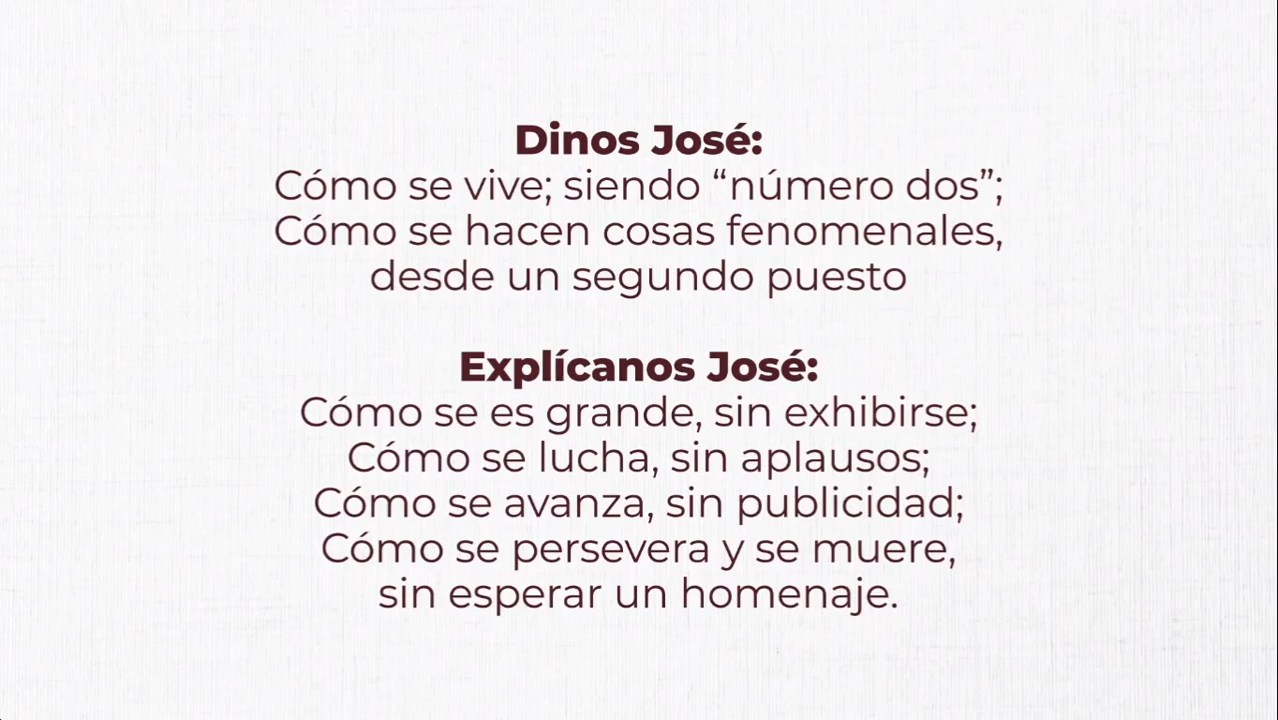 Dinos José:
Cómo se vive; siendo “número dos”;
Cómo se hacen cosas fenomenales,
desde un segundo puesto
Explícanos José:
Cómo se es grande, sin exhibirse;
Cómo se lucha, sin aplausos;
Cómo se avanza, sin publicidad;
Cómo se persevera y se muere,
sin esperar un homenaje.